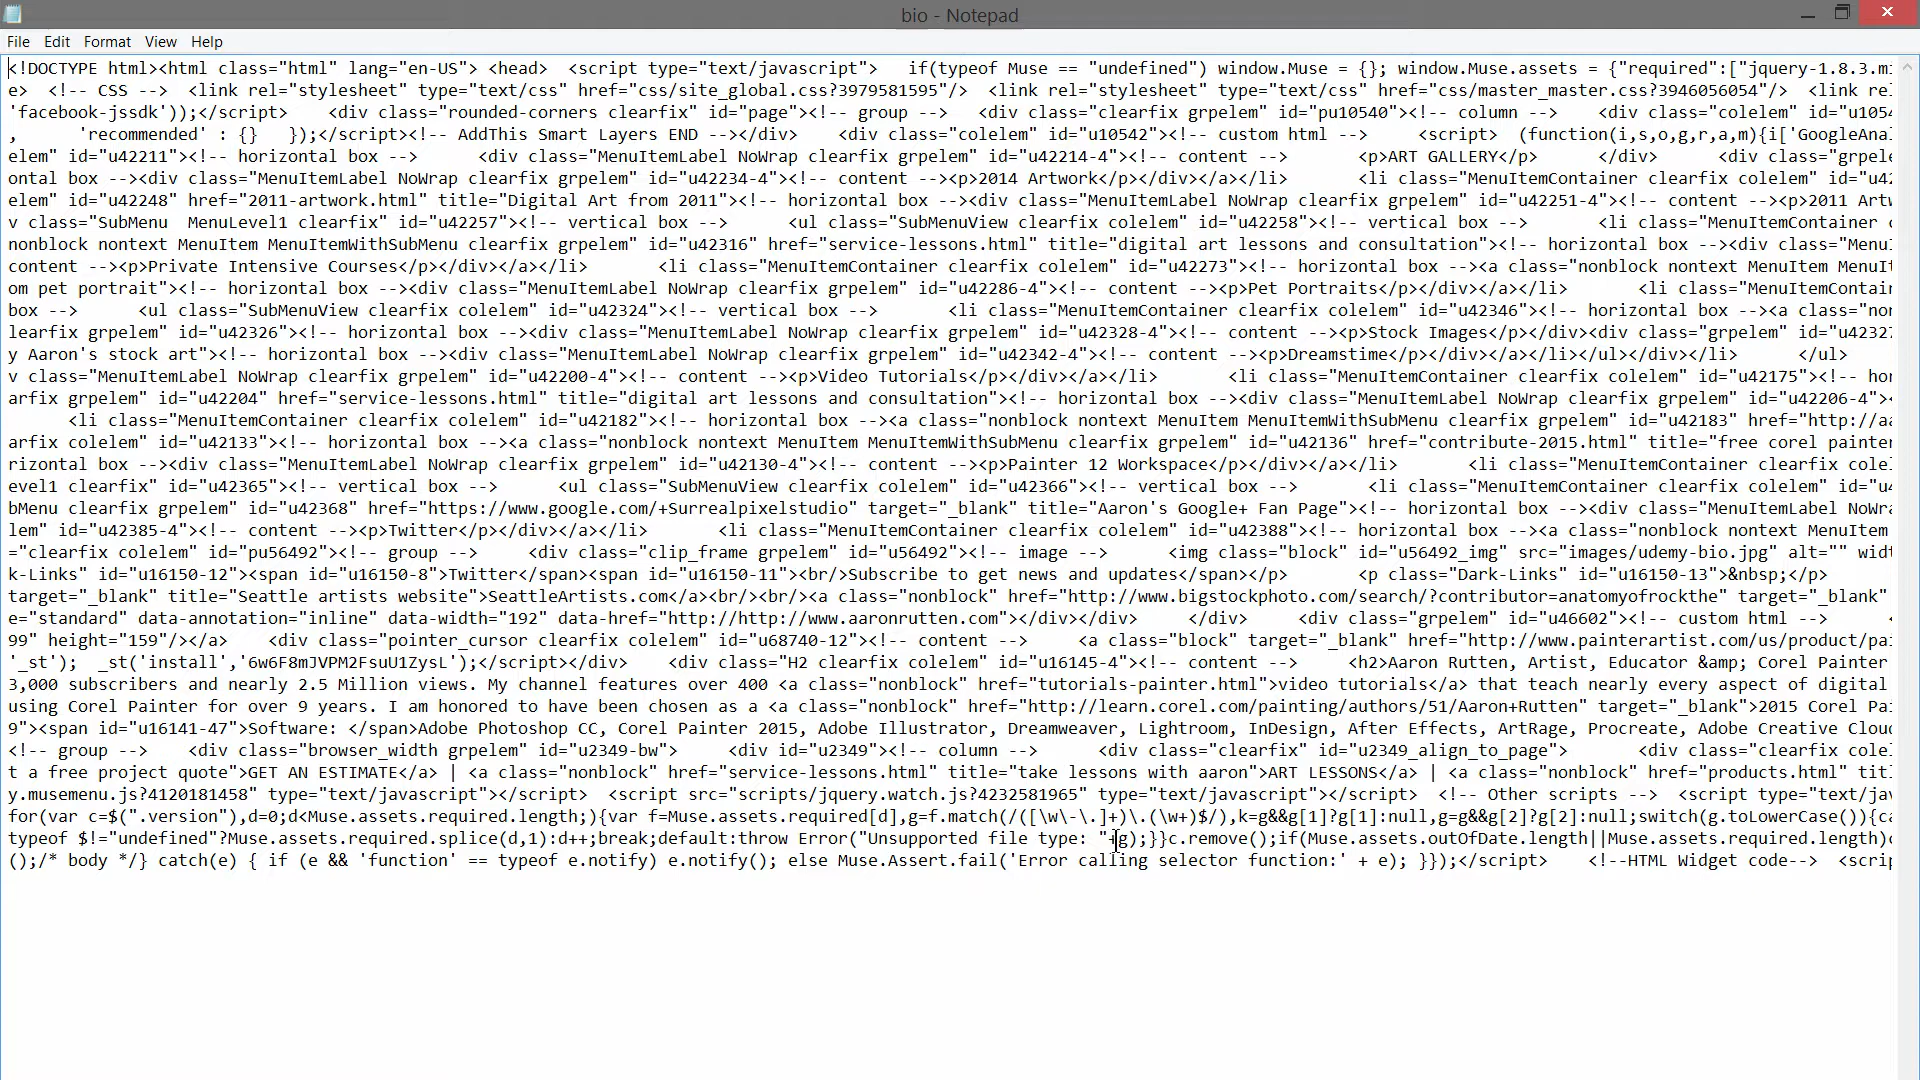 bio - Notepad
File Edit Format View Help
<!DOCTYPE html><html class="html" lang="en-US"> <head>  <script type="text/javascript">   if(typeof Muse == "undefined") window.Muse = {}; window.Muse.assets = {"required":["jquery-1.8.3.m
e>  <!-- CSS -->  <link rel="stylesheet" type="text/css" href="css/site_global.css?3979581595"/>  <link rel="stylesheet" type="text/css" href="css/master_master.css?3946056054"/>  <link re
'facebook-jssdk'));</script>    <div class="rounded-corners clearfix" id="page"><!-- group -->   <div class="clearfix grpelem" id="pu10540"><!-- column -->    <div class="colelem" id="u1054
,      'recommended' : {}   });</script><!-- AddThis Smart Layers END --></div>    <div class="colelem" id="u10542"><!-- custom html -->     <script>  (function(i,s,o,g,r,a,m){i['GoogleAnal
elem" id="u42211"><!-- horizontal box -->      <div class="MenuItemLabel NoWrap clearfix grpelem" id="u42214-4"><!-- content -->       <p>ART GALLERY</p>      </div>      <div class="grpele
ontal box --><div class="MenuItemLabel NoWrap clearfix grpelem" id="u42234-4"><!-- content --><p>2014 Artwork</p></div></a></li>       <li class="MenuItemContainer clearfix colelem" id="u42
elem" id="u42248" href="2011-artwork.html" title="Digital Art from 2011"><!-- horizontal box --><div class="MenuItemLabel NoWrap clearfix grpelem" id="u42251-4"><!-- content --><p>2011 Art
v class="SubMenu  MenuLevel1 clearfix" id="u42257"><!-- vertical box -->      <ul class="SubMenuView clearfix colelem" id="u42258"><!-- vertical box -->       <li class="MenuItemContainer c
nonblock nontext MenuItem MenuItemWithSubMenu clearfix grpelem" id="u42316" href="service-lessons.html" title="digital art lessons and consultation"><!-- horizontal box --><div class="Menu
content --><p>Private Intensive Courses</p></div></a></li>       <li class="MenuItemContainer clearfix colelem" id="u42273"><!-- horizontal box --><a class="nonblock nontext MenuItem MenuI
om pet portrait"><!-- horizontal box --><div class="MenuItemLabel NoWrap clearfix grpelem" id="u42286-4"><!-- content --><p>Pet Portraits</p></div></a></li>       <li class="MenuItemContai
box -->      <ul class="SubMenuView clearfix colelem" id="u42324"><!-- vertical box -->       <li class="MenuItemContainer clearfix colelem" id="u42346"><!-- horizontal box --><a class="no
learfix grpelem" id="u42326"><!-- horizontal box --><div class="MenuItemLabel NoWrap clearfix grpelem" id="u42328-4"><!-- content --><p>Stock Images</p></div><div class="grpelem" id="u4232
y Aaron's stock art"><!-- horizontal box --><div class="MenuItemLabel NoWrap clearfix grpelem" id="u42342-4"><!-- content --><p>Dreamstime</p></div></a></li></ul></div></li>      </ul>
v class="MenuItemLabel NoWrap clearfix grpelem" id="u42200-4"><!-- content --><p>Video Tutorials</p></div></a></li>       <li class="MenuItemContainer clearfix colelem" id="u42175"><!-- ho
arfix grpelem" id="u42204" href="service-lessons.html" title="digital art lessons and consultation"><!-- horizontal box --><div class="MenuItemLabel NoWrap clearfix grpelem" id="u42206-4"><
<li class="MenuItemContainer clearfix colelem" id="u42182"><!-- horizontal box --><a class="nonblock nontext MenuItem MenuItemWithSubMenu clearfix grpelem" id="u42183" href="http://aa
arfix colelem" id="u42133"><!-- horizontal box --><a class="nonblock nontext MenuItem MenuItemWithSubMenu clearfix grpelem" id="u42136" href="contribute-2015.html" title="free corel painter
rizontal box --><div class="MenuItemLabel NoWrap clearfix grpelem" id="u42130-4"><!-- content --><p>Painter 12 Workspace</p></div></a></li>       <li class="MenuItemContainer clearfix cole
evel1 clearfix" id="u42365"><!-- vertical box -->      <ul class="SubMenuView clearfix colelem" id="u42366"><!-- vertical box -->       <li class="MenuItemContainer clearfix colelem" id="u4
bMenu clearfix grpelem" id="u42368" href="https://www.google.com/+Surrealpixelstudio" target="_blank" title="Aaron's Google+ Fan Page"><!-- horizontal box --><div class="MenuItemLabel NoWra
lem" id="u42385-4"><!-- content --><p>Twitter</p></div></a></li>       <li class="MenuItemContainer clearfix colelem" id="u42388"><!-- horizontal box --><a class="nonblock nontext MenuItem
="clearfix colelem" id="pu56492"><!-- group -->     <div class="clip_frame grpelem" id="u56492"><!-- image -->      <img class="block" id="u56492_img" src="images/udemy-bio.jpg" alt="" widt
k-Links" id="u16150-12"><span id="u16150-8">Twitter</span><span id="u16150-11"><br/>Subscribe to get news and updates</span></p>       <p class="Dark-Links" id="u16150-13">&nbsp;</p>
target="_blank" title="Seattle artists website">SeattleArtists.com</a><br/><br/><a class="nonblock" href="http://www.bigstockphoto.com/search/?contributor=anatomyofrockthe" target="_blank"
e="standard" data-annotation="inline" data-width="192" data-href="http://http://www.aaronrutten.com"></div></div>     </div>     <div class="grpelem" id="u46602"><!-- custom html -->
99" height="159"/></a>    <div class="pointer_cursor clearfix colelem" id="u68740-12"><!-- content -->     <a class="block" target="_blank" href="http://www.painterartist.com/us/product/pai
'_st');  _st('install','6w6F8mJVPM2FsuU1ZysL');</script></div>    <div class="H2 clearfix colelem" id="u16145-4"><!-- content -->     <h2>Aaron Rutten, Artist, Educator &amp; Corel Painter
3,000 subscribers and nearly 2.5 Million views. My channel features over 400 <a class="nonblock" href="tutorials-painter.html">video tutorials</a> that teach nearly every aspect of digital
using Corel Painter for over 9 years. I am honored to have been chosen as a <a class="nonblock" href="http://learn.corel.com/painting/authors/51/Aaron+Rutten" target="_blank">2015 Corel Pai
9"><span id="u16141-47">Software: </span>Adobe Photoshop CC, Corel Painter 2015, Adobe Illustrator, Dreamweaver, Lightroom, InDesign, After Effects, ArtRage, Procreate, Adobe Creative Clou
<!-- group -->    <div class="browser_width grpelem" id="u2349-bw">     <div id="u2349"><!-- column -->      <div class="clearfix" id="u2349_align_to_page">       <div class="clearfix cole
t a free project quote">GET AN ESTIMATE</a> | <a class="nonblock" href="service-lessons.html" title="take lessons with aaron">ART LESSONS</a> | <a class="nonblock" href="products.html" tit
y.musemenu.js?4120181458" type="text/javascript"></script>  <script src="scripts/jquery.watch.js?4232581965" type="text/javascript"></script>  <!-- Other scripts -->  <script type="text/jav
for(var c=$(".version"),d=0;d<Muse.assets.required.length;){var f=Muse.assets.required[d],g=f.match(/([\w\-\.]+)\.(\w+)$/),k=g&&g[1]?g[1]:null,g=g&&g[2]?g[2]:null;switch(g.toLowerCase()){ca
typeof $!="undefined"?Muse.assets.required.splice(d,1):d++;break;default:throw Error("Unsupported file type: "+g);}}c.remove();if(Muse.assets.outOfDate.length||Muse.assets.required.length)
();/* body */} catch(e) { if (e && 'function' == typeof e.notify) e.notify(); else Muse.Assert.fail('Error calling selector function:' + e); }});</script>    <!--HTML Widget code-->  <scri